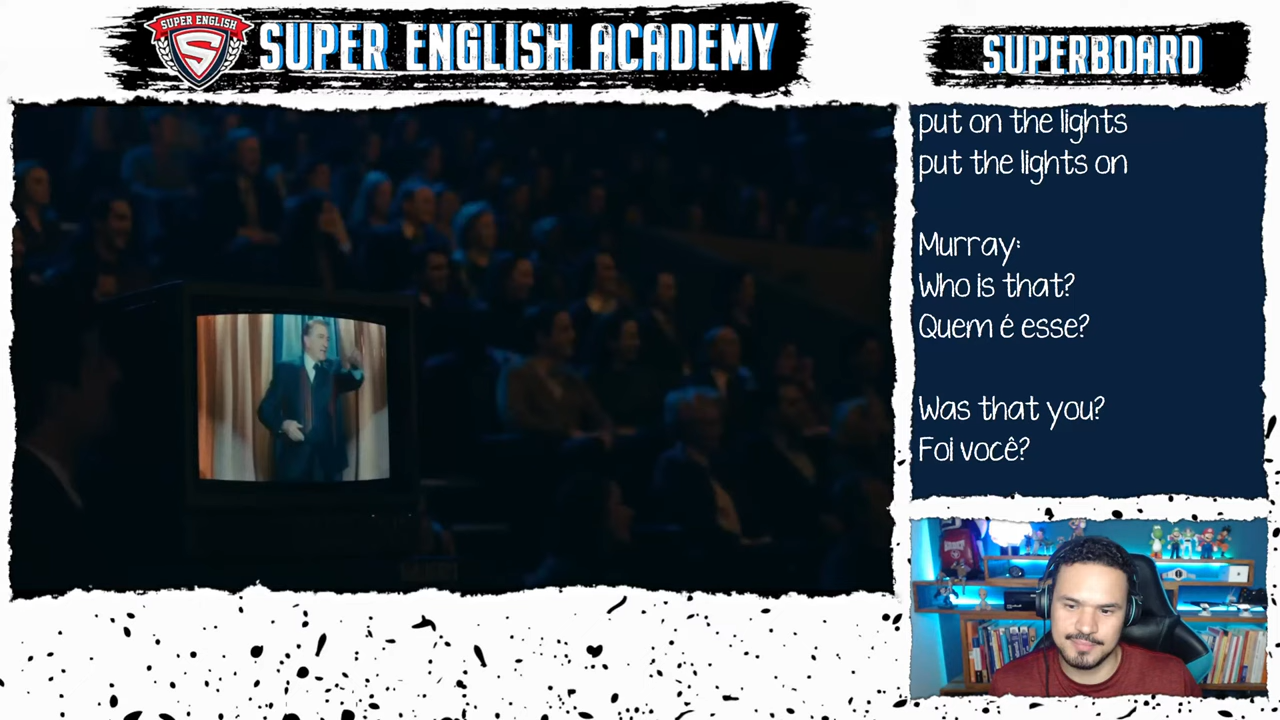 SUPER ENGLISH
S
SUPER ENGLISH ACADEMY
SUPERBOARD
put on the lights
put the lights on
Murray:
Who is that?
Quem é esse?
Was that you?
Foi você?